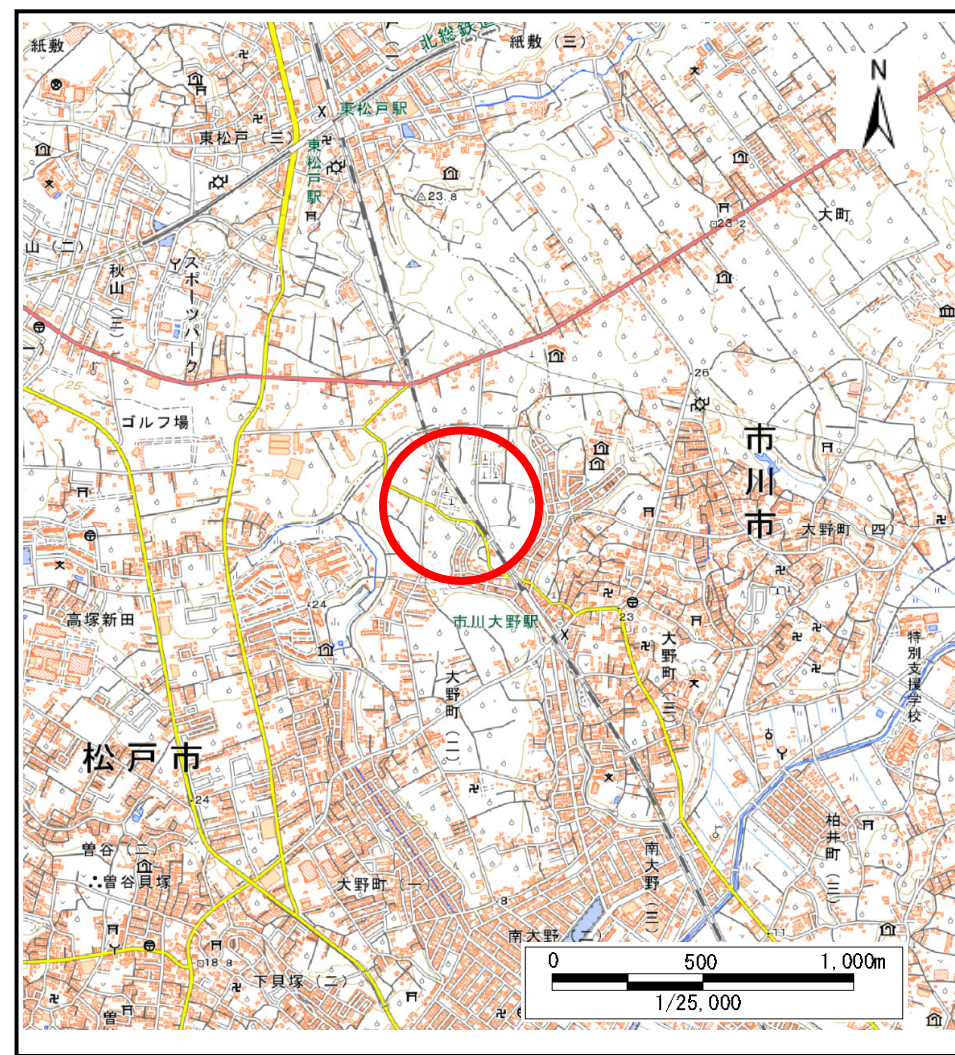 紙敷
北総鉄道
紙敷（三）
N
東松戸駅
東松戸（三）
東松戸駅
23.8
大町
23.2
山（二）
秋山（三）
スポーツパーク
25
25
26
ゴルフ場
市川市
大野町（四）
24
高塚新田
市川大野駅
23
大野町（三）
大野町（二）
特別支援学校
松戸市
24
曽谷（二）
曽谷貝塚
柏井町（三）
大野町（一）
南大野（三）
8
南大野（二）
11
18.8
下貝塚（二）
曽
0 500 1,000m
1/25,000